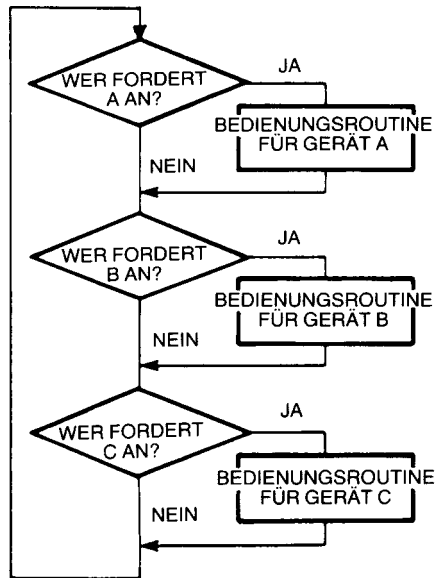 WER FORDERT
A AN?
JA
BEDIENUNGSROUTINE
FÜR GERÄT A
NEIN
WER FORDERT
B AN?
JA
BEDIENUNGSROUTINE
FÜR GERÄT B
NEIN
WER FORDERT
C AN?
JA
BEDIENUNGSROUTINE
FÜR GERÄT C
NEIN